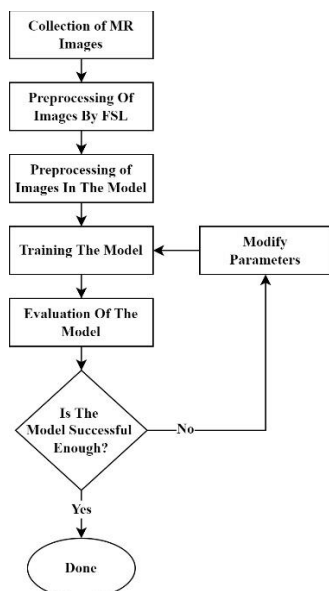 Collection of MR
Images
Preprocessing Of
Images By FSL
Preprocessing of
Images In The Model
Training The Model
Modify
Parameters
Evaluation Of The
Model
Is The
Model Successful
Enough?
No
Yes
Done